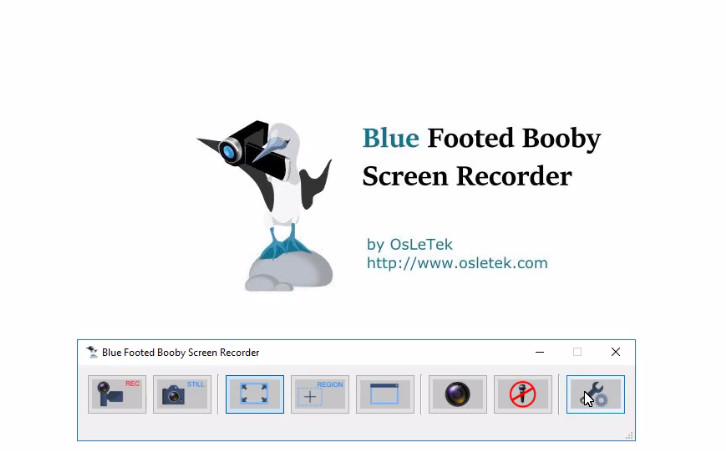 Blue Footed Booby
Screen Recorder
by OsLeTek
http://www.osletek.com
Blue Footed Booby Screen Recorder
REC
STILL
REGION